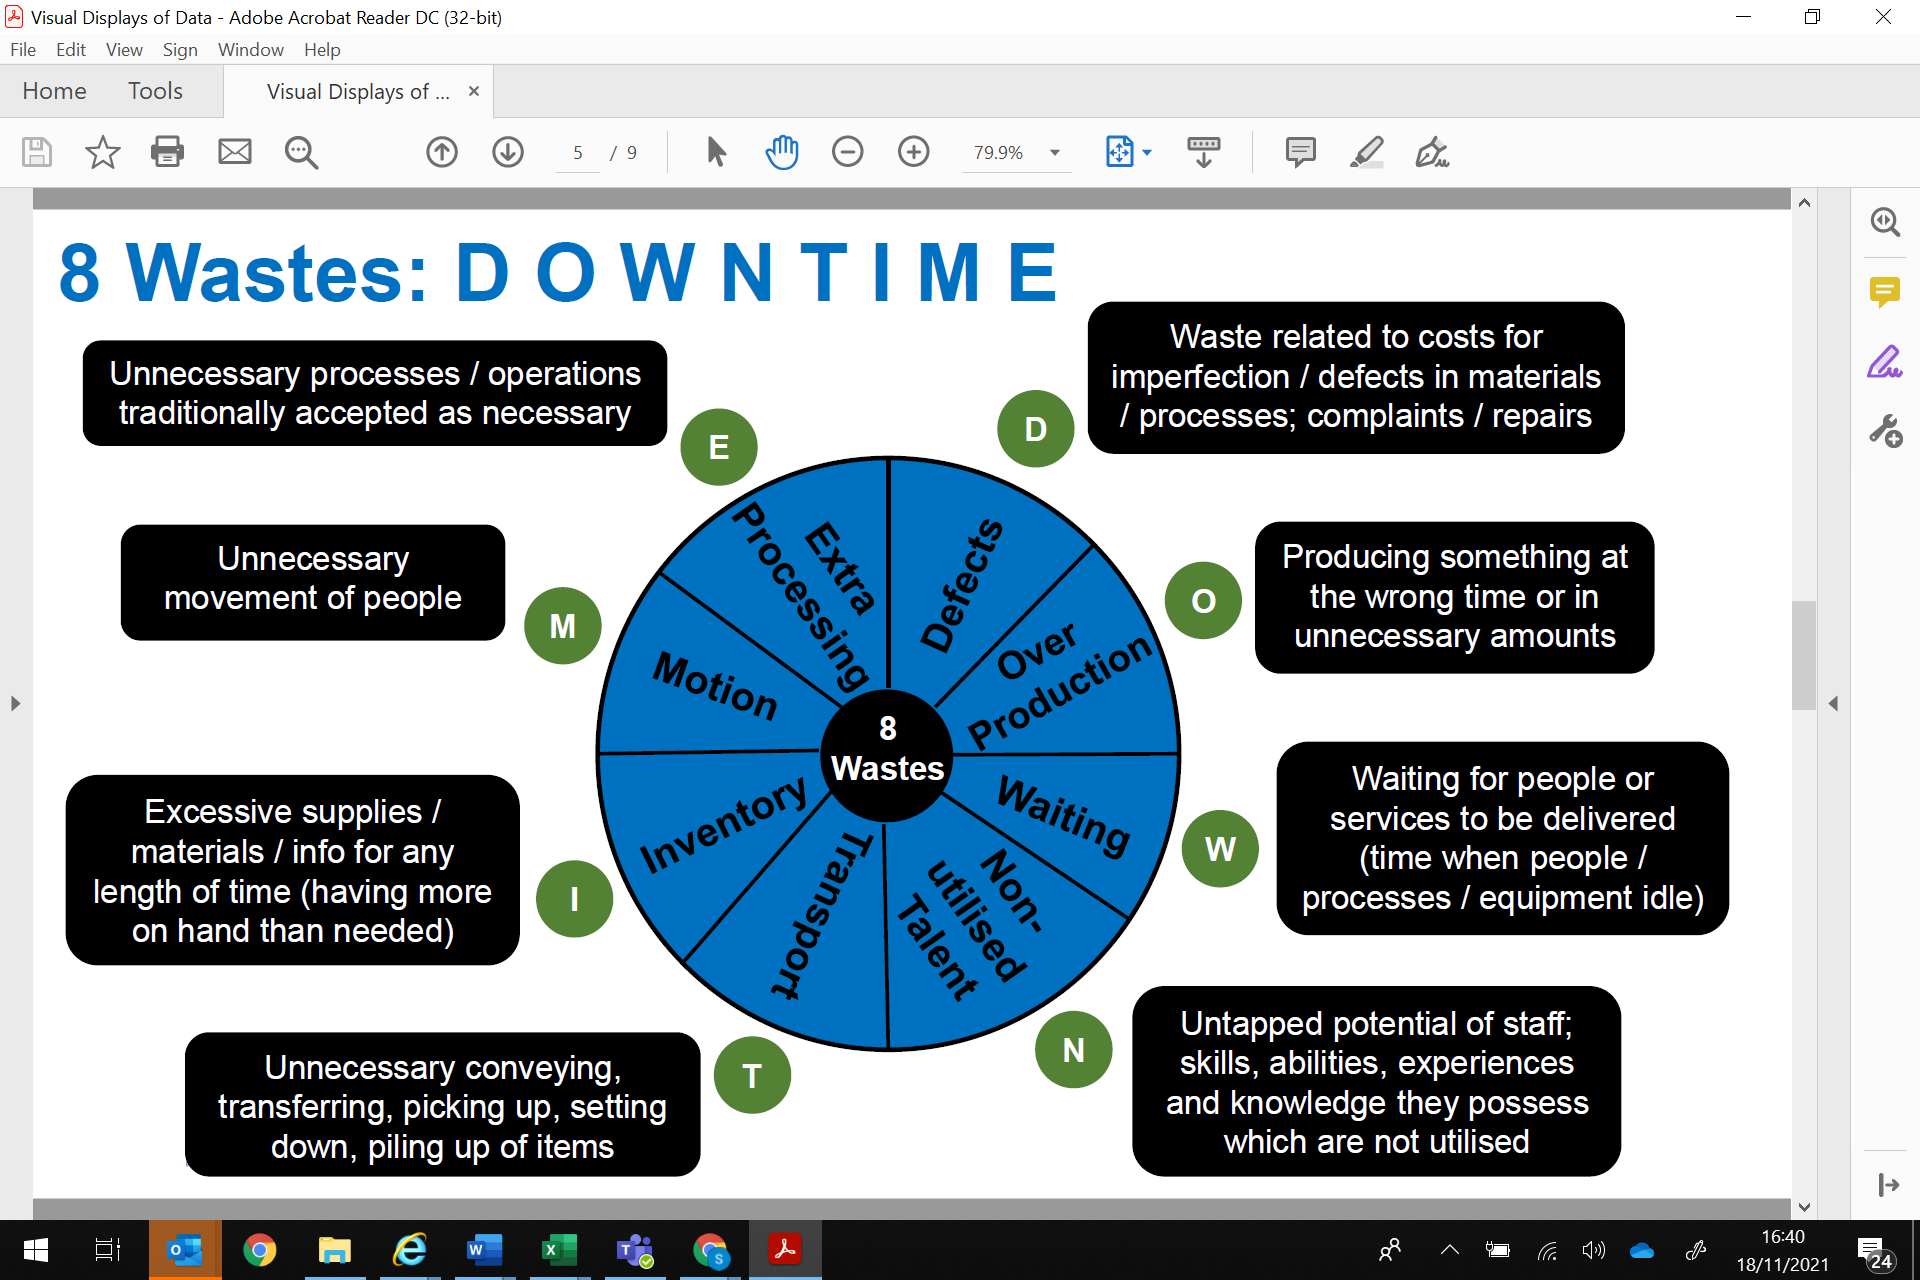 Visual Displays of Data - Adobe Acrobat Reader DC (32-bit)
File Edit View Sign Window Help
Home Tools Visual Displays of ...
5 / 9 79.9%
8 Wastes: D O W N T I M E
Waste related to costs for
imperfection / defects in materials
/ processes; complaints / repairs
D
Defects
Producing something at
the wrong time or in
unnecessary amounts
O
Over
Production
Waiting for people or
services to be delivered
(time when people /
processes / equipment idle)
W
Waiting
Untapped potential of staff;
skills, abilities, experiences
and knowledge they possess
which are not utilised
N
Non-
utilised
Talent
Unnecessary conveying,
transferring, picking up, setting
down, piling up of items
T
Transport
Excessive supplies /
materials / info for any
length of time (having more
on hand than needed)
I
Inventory
Unnecessary
movement of people
M
Motion
Unnecessary processes / operations
traditionally accepted as necessary
E
Extra
Processing
8
Wastes
16:40
18/11/2021
24